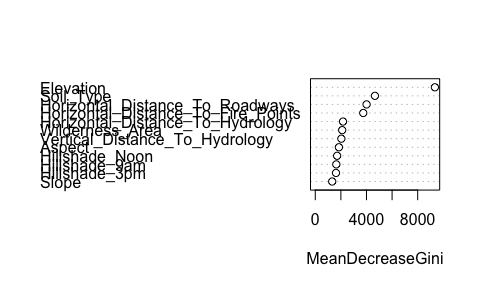 Elevation
Soil_Type
Horizontal_Distance_To_Roadways
Horizontal_Distance_To_Fire_Points
Horizontal_Distance_To_Hydrology
Wilderness_Area
Vertical_Distance_To_Hydrology
Aspect
Hillshade_Noon
Hillshade_9am
Hillshade_3pm
Slope
0 4000 8000
MeanDecreaseGini